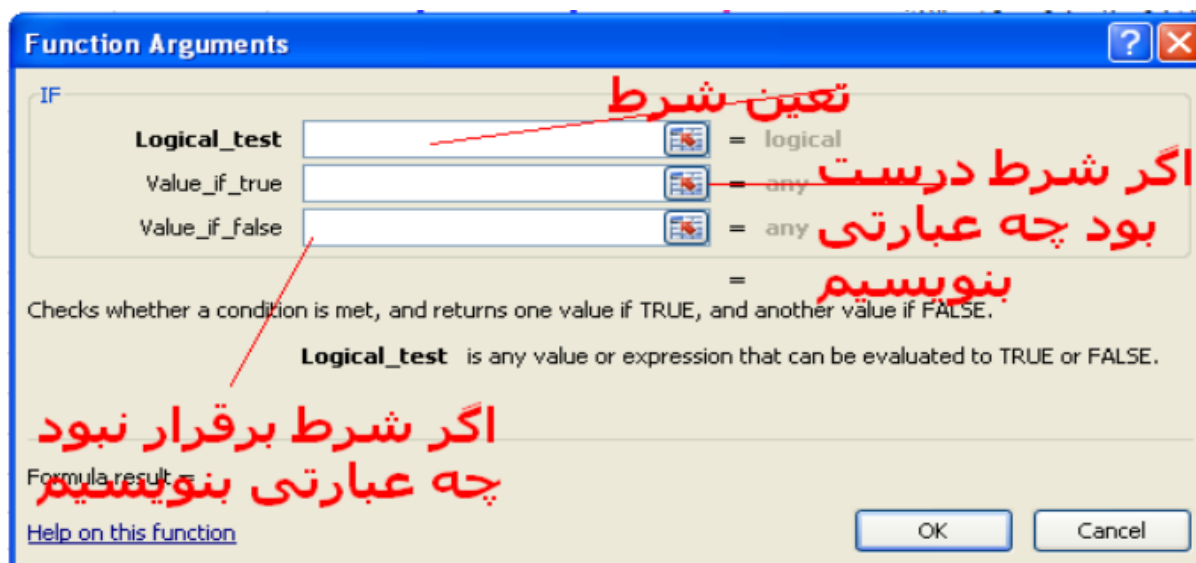 Function Arguments
IF
تعین شرط
Logical_test = logical
Value_if_true = any
Value_if_false = any
=
اگر شرط درست
بود چه عبارتی
بنویسیم
Checks whether a condition is met, and returns one value if TRUE, and another value if FALSE.
Logical_test is any value or expression that can be evaluated to TRUE or FALSE.
اگر شرط برقرار نبود
چه عبارتی بنویسیم
Formula result =
Help on this function
OK Cancel